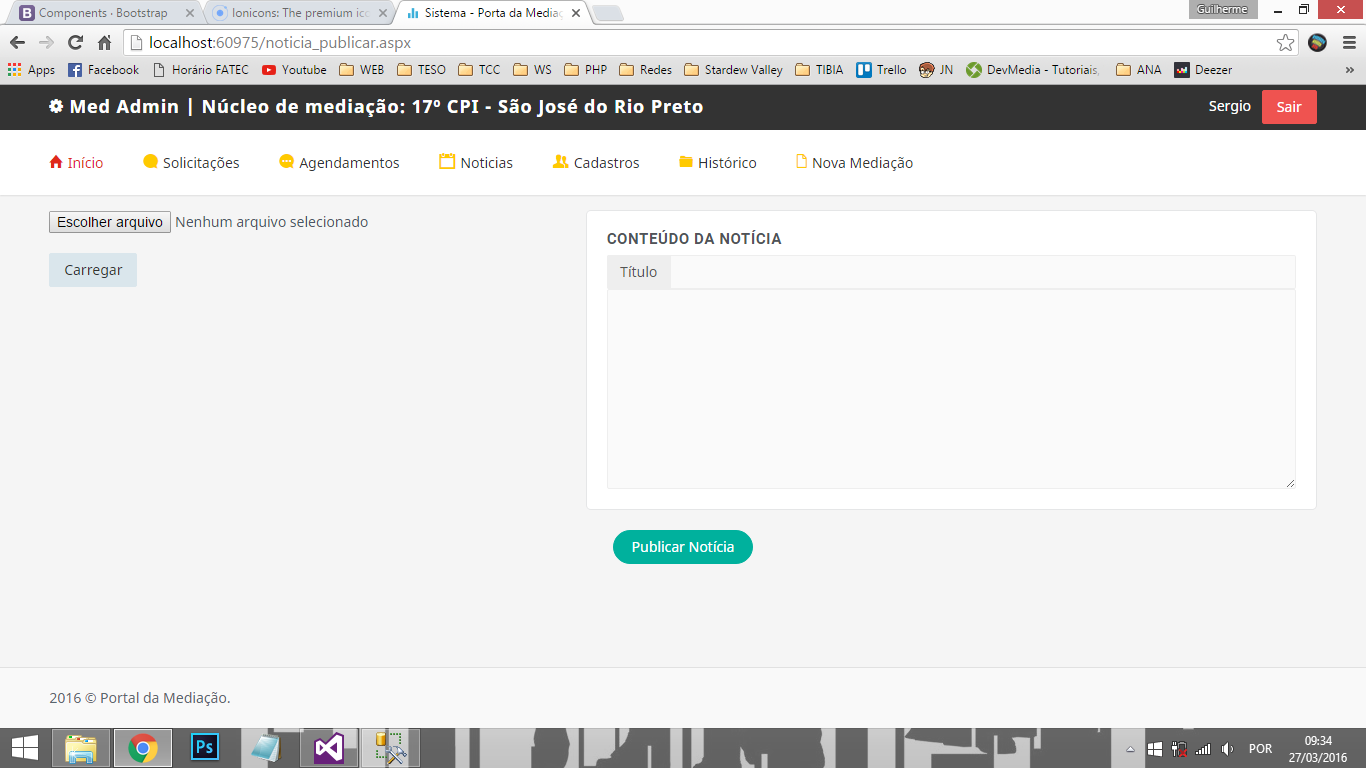 Components · Bootstrap
Ionicons: The premium ico
Sistema - Porta da Mediaç
Guilherme
localhost:60975/noticia_publicar.aspx
Apps Facebook Horário FATEC Youtube WEB TESO TCC WS PHP Redes Stardew Valley TIBIA Trello JN DevMedia - Tutoriais, ANA Deezer »
Med Admin | Núcleo de mediação: 17º CPI - São José do Rio Preto
Sergio Sair
Início Solicitações Agendamentos Noticias Cadastros Histórico Nova Mediação
Escolher arquivo Nenhum arquivo selecionado
Carregar
CONTEÚDO DA NOTÍCIA
Título
Publicar Notícia
2016 © Portal da Mediação.
Ps
POR
09:34
27/03/2016